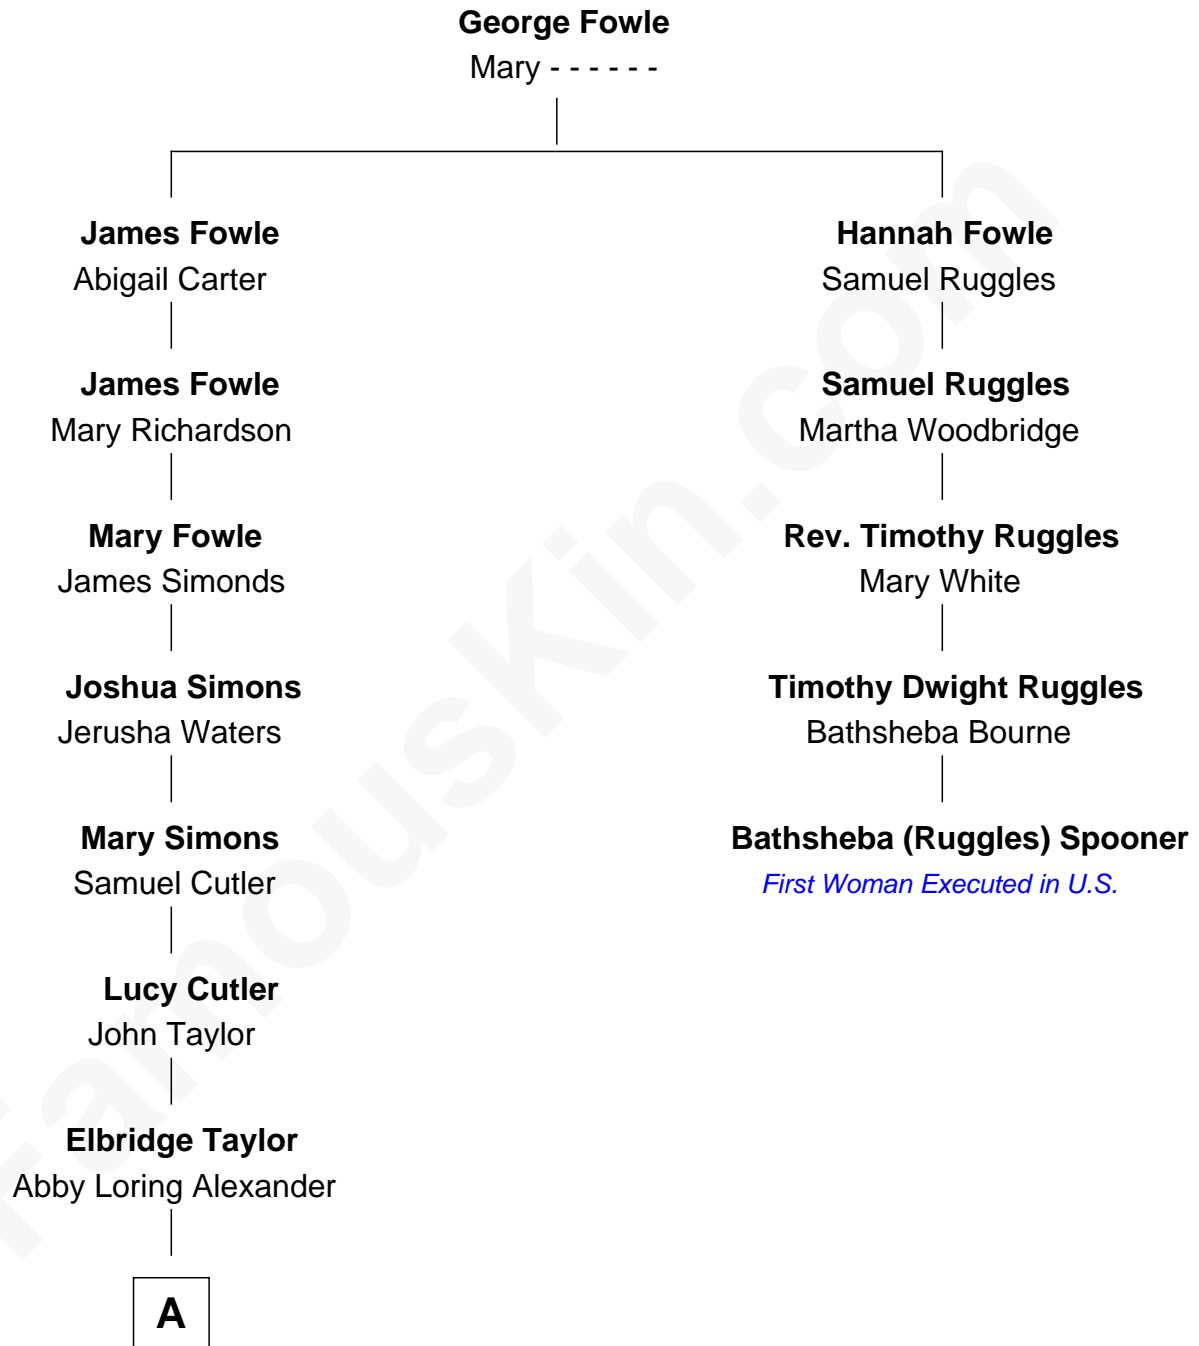 George Fowle
Mary - - - - - -
James Fowle
Abigail Carter
Hannah Fowle
Samuel Ruggles
James Fowle
Mary Richardson
Samuel Ruggles
Martha Woodbridge
Mary Fowle
James Simonds
Rev. Timothy Ruggles
Mary White
Joshua Simons
Jerusha Waters
Timothy Dwight Ruggles
Bathsheba Bourne
Mary Simons
Samuel Cutler
Bathsheba (Ruggles) Spooner
First Woman Executed in U.S.
Lucy Cutler
John Taylor
Elbridge Taylor
Abby Loring Alexander
A
FamousKin.com